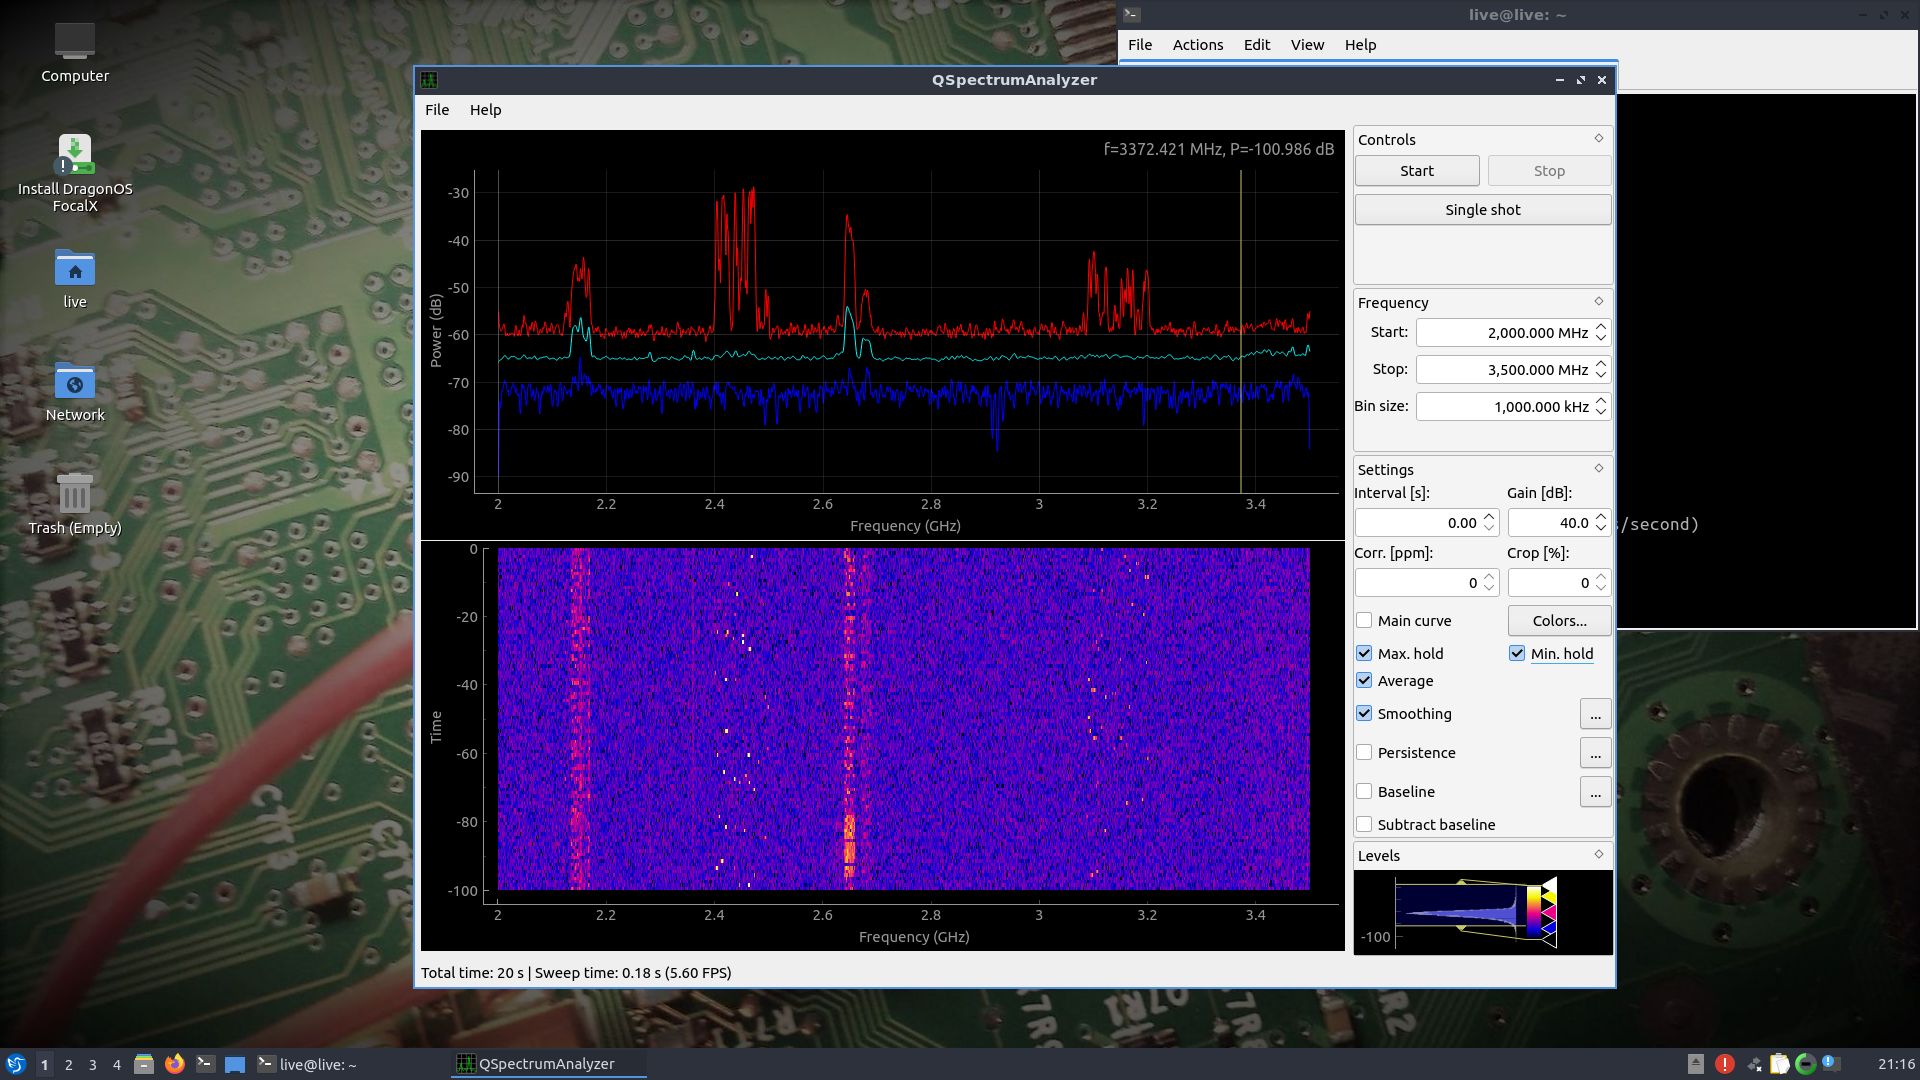 Computer
Install DragonOS
FocalX
live
Network
Trash (Empty)
live@live: ~
File Actions Edit View Help
QSpectrumAnalyzer
File Help
f=3372.421 MHz, P=-100.986 dB
-30
-40
-50
-60
-70
-80
-90
Power (dB)
2 2.2 2.4 2.6 2.8 3 3.2 3.4
Frequency (GHz)
0
-20
-40
-60
-80
-100
Time
2 2.2 2.4 2.6 2.8 3 3.2 3.4
Frequency (GHz)
Total time: 20 s | Sweep time: 0.18 s (5.60 FPS)
Controls
Start Stop
Single shot
Frequency
Start: 2,000.000 MHz
Stop: 3,500.000 MHz
Bin size: 1,000.000 kHz
Settings
Interval [s]: Gain [dB]:
0.00 40.0
Corr. [ppm]: Crop [%]:
0 0
Main curve Colors...
Max. hold Min. hold
Average
Smoothing ...
Persistence ...
Baseline ...
Subtract baseline
Levels
-100
/second)
1 2 3 4 live@live: ~ QSpectrumAnalyzer 21:16